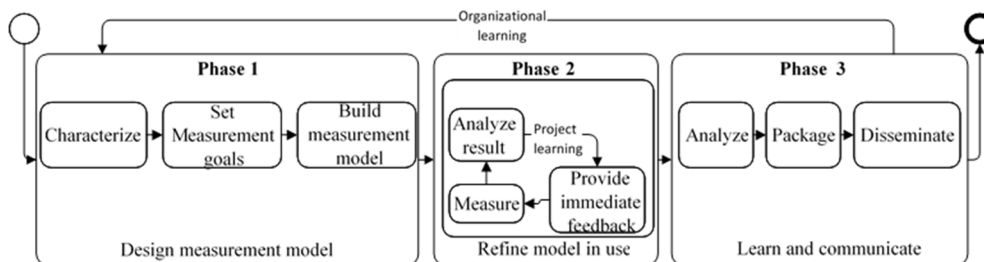 Organizational
learning
Phase 1
Characterize
Set
Measurement
goals
Build
measurement
model
Design measurement model
Phase 2
Analyze
result
Project
learning
Measure
Provide
immediate
feedback
Refine model in use
Phase 3
Analyze
Package
Disseminate
Learn and communicate